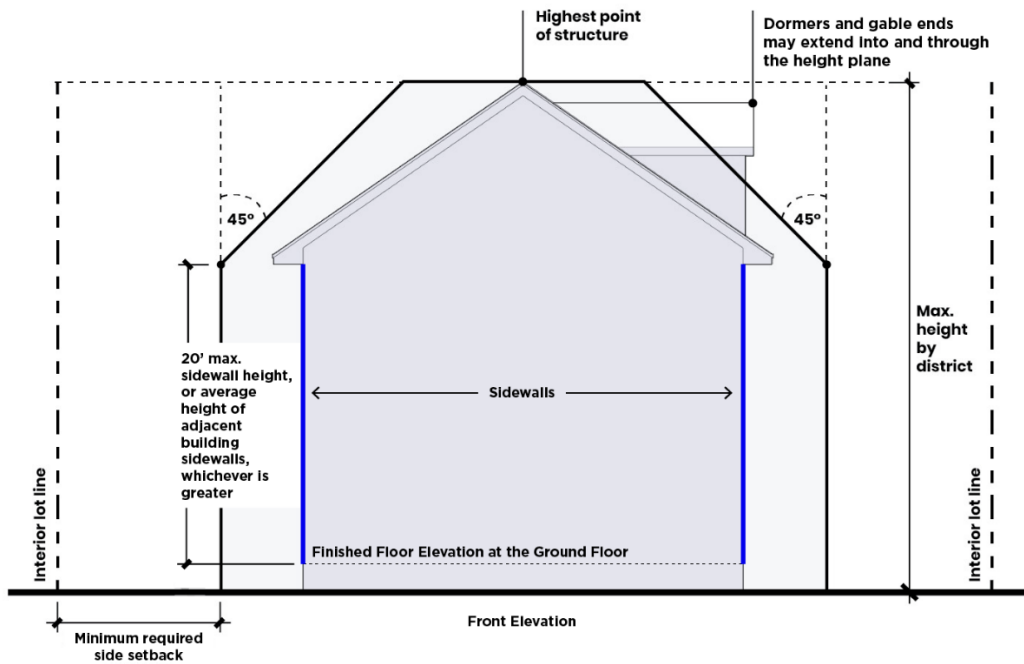 Highest point
of structure
Dormers and gable ends
may extend into and through
the height plane
45°
45°
Max.
height
by
district
20' max.
sidewall height,
or average
height of
adjacent
building
sidewalls,
whichever is
greater
Sidewalls
Interior lot line
Interior lot line
Finished Floor Elevation at the Ground Floor
Front Elevation
Minimum required
side setback